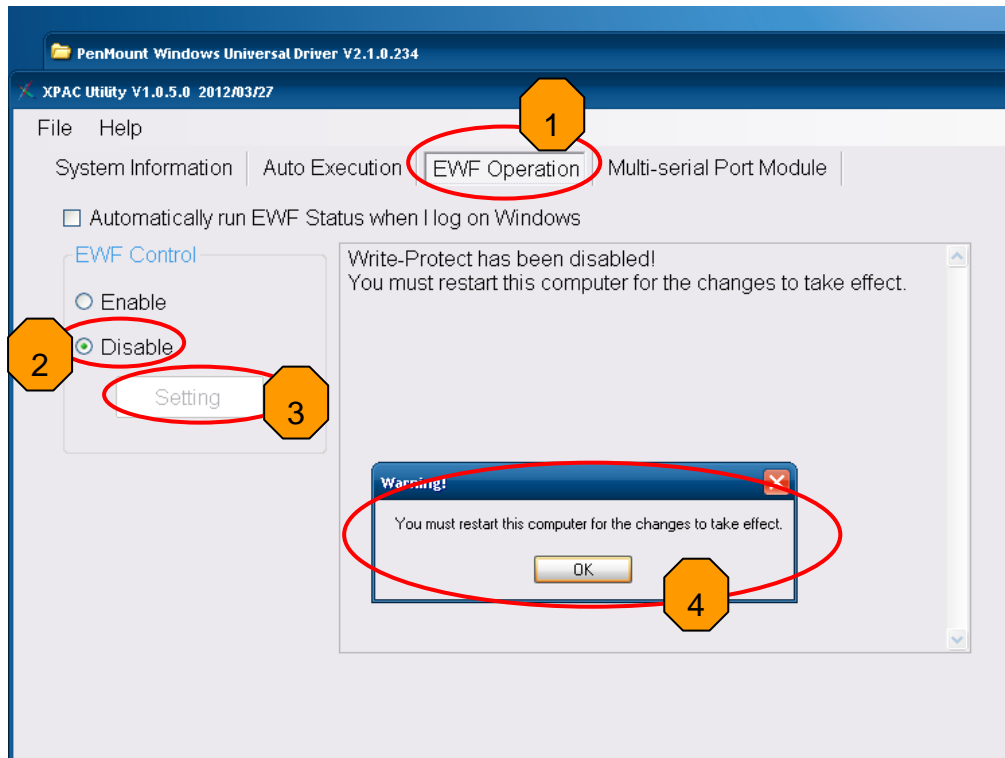 PenMount Windows Universal Driver V2.1.0.234
XPAC Utility V1.0.5.0 2012/03/27
1
File Help
System Information Auto Execution EWF Operation Multi-serial Port Module
Automatically run EWF Status when I log on Windows
EWF Control
Write-Protect has been disabled!
You must restart this computer for the changes to take effect.
Enable
2
Disable
Setting
3
Warning!
You must restart this computer for the changes to take effect.
OK
4